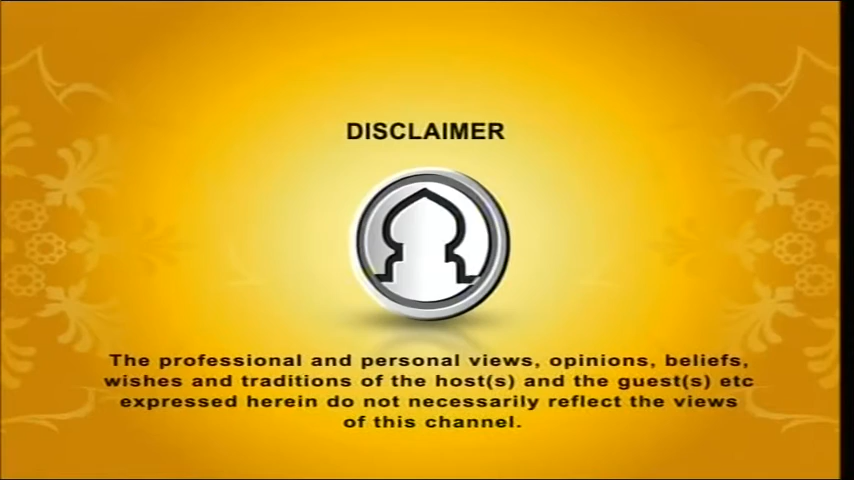 DISCLAIMER
The professional and personal views, opinions, beliefs,
wishes and traditions of the host(s) and the guest(s) etc
expressed herein do not necessarily reflect the views
of this channel.